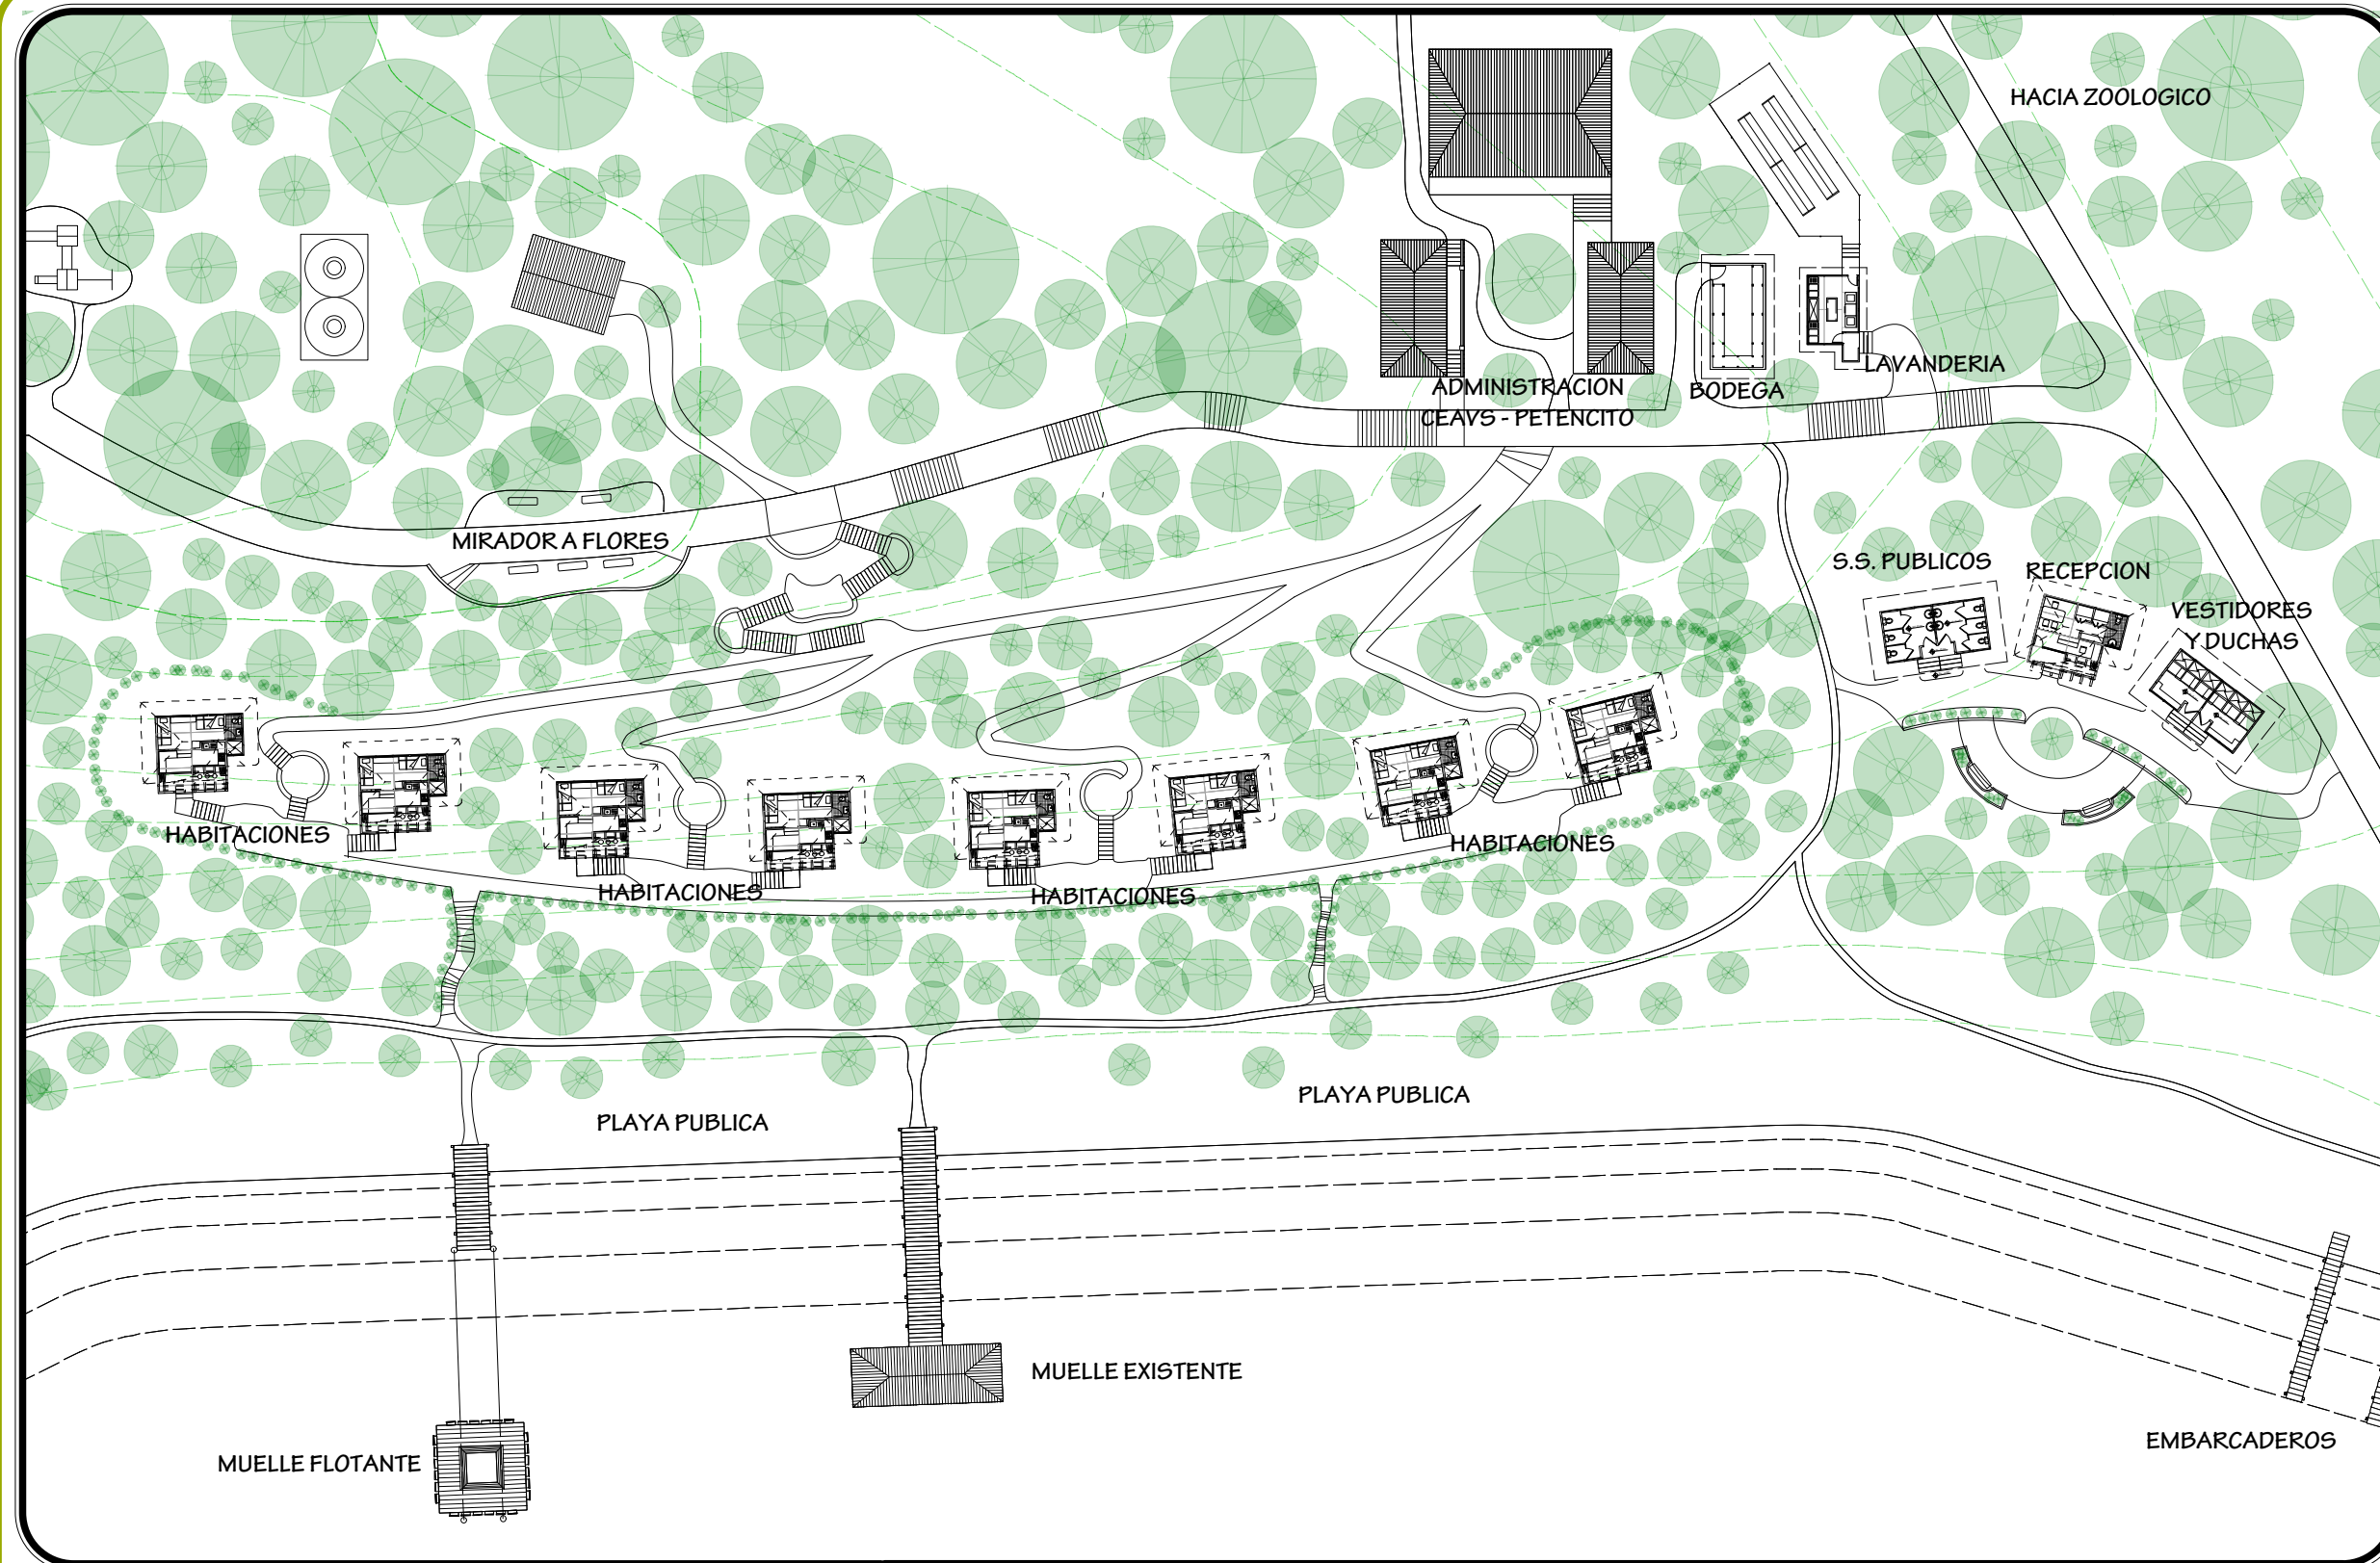 HACIA ZOOLOGICO
LAVANDERIA
ADMINISTRACION
CEAVS - PETENCITO
BODEGA
MIRADOR A FLORES
S.S. PUBLICOS
RECEPCION
VESTIDORES
Y DUCHAS
HABITACIONES
HABITACIONES
HABITACIONES
HABITACIONES
PLAYA PUBLICA
PLAYA PUBLICA
MUELLE EXISTENTE
MUELLE FLOTANTE
EMBARCADEROS